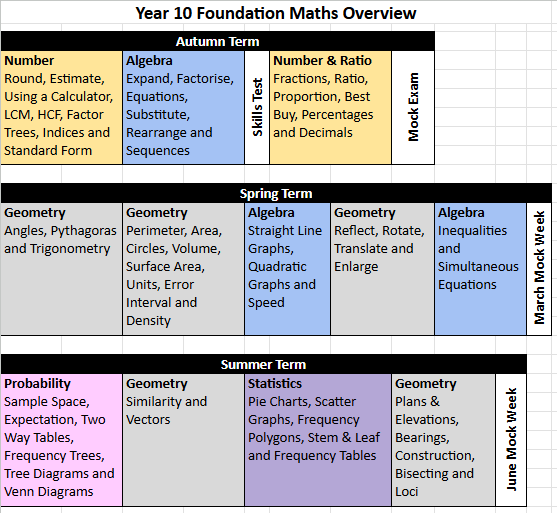 Year 10 Foundation Maths Overview
Autumn Term
Number
Round, Estimate,
Using a Calculator,
LCM, HCF, Factor
Trees, Indices and
Standard Form
Algebra
Expand, Factorise,
Equations,
Substitute,
Rearrange and
Sequences
Skills Test
Number & Ratio
Fractions, Ratio,
Proportion, Best
Buy, Percentages
and Decimals
Mock Exam
Spring Term
Geometry
Angles, Pythagoras
and Trigonometry
Geometry
Perimeter, Area,
Circles, Volume,
Surface Area,
Units, Error
Interval and
Density
Algebra
Straight Line
Graphs,
Quadratic
Graphs and
Speed
Geometry
Reflect, Rotate,
Translate and
Enlarge
Algebra
Inequalities
and
Simultaneous
Equations
March Mock Week
Summer Term
Probability
Sample Space,
Expectation, Two
Way Tables,
Frequency Trees,
Tree Diagrams and
Venn Diagrams
Geometry
Similarity and
Vectors
Statistics
Pie Charts, Scatter
Graphs, Frequency
Polygons, Stem & Leaf
and Frequency Tables
Geometry
Plans &
Elevations,
Bearings,
Construction,
Bisecting and
Loci
June Mock Week